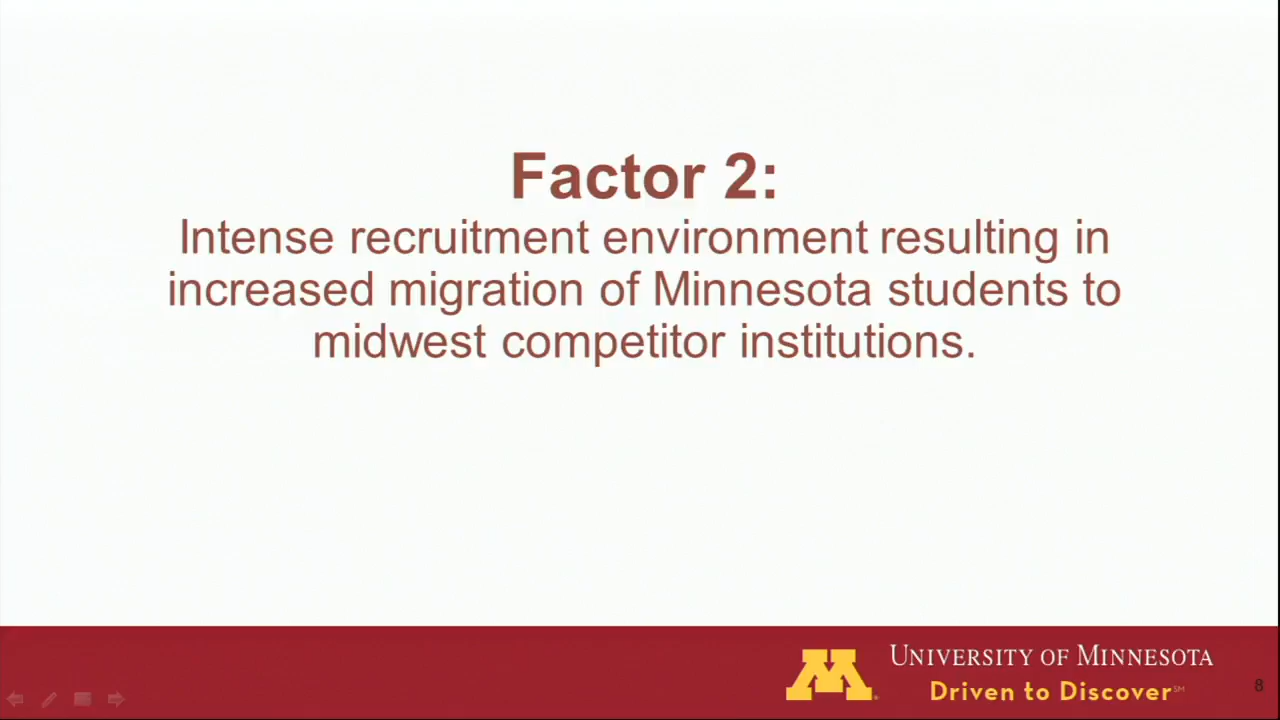 Factor 2:
Intense recruitment environment resulting in
increased migration of Minnesota students to
midwest competitor institutions.
M
UNIVERSITY OF MINNESOTA
Driven to Discover℠
8